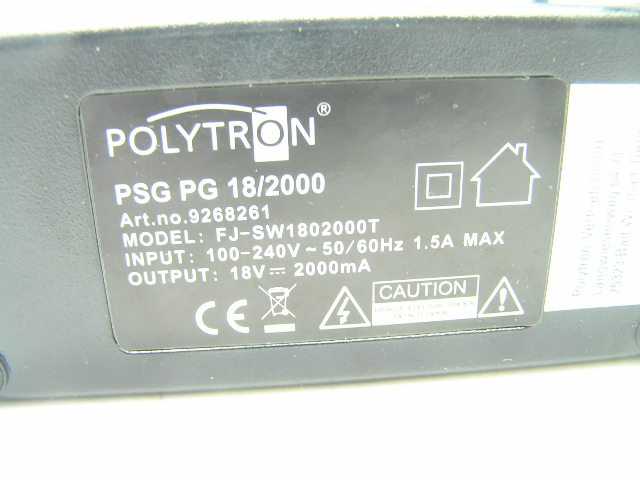 POLYTRON®
PSG PG 18/2000
Art.no.9268261
MODEL: FJ-SW1802000T
INPUT: 100-240V ~ 50/60Hz 1.5A MAX
OUTPUT: 18V⎓ 2000mA
CE
CAUTION
Polytron